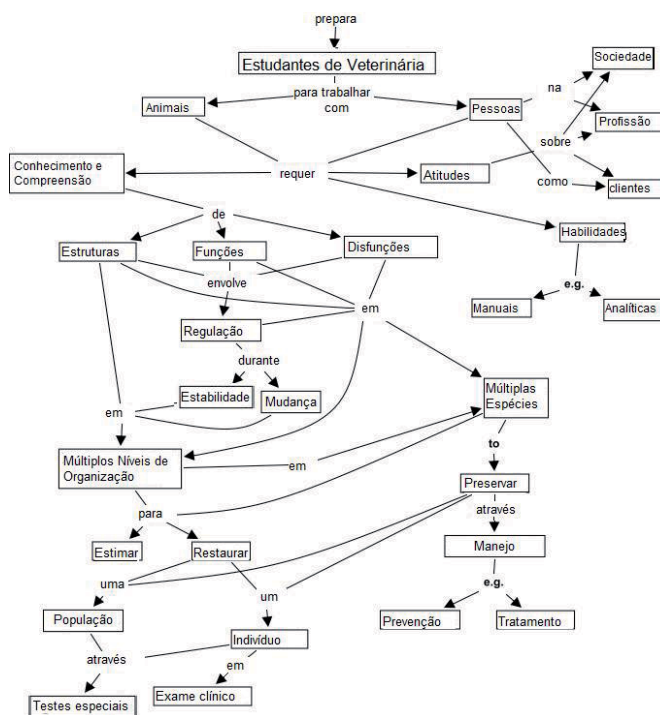 prepara
Estudantes de Veterinária
Sociedade
para trabalhar
com
na
Animais
Pessoas
Profissão
sobre
Conhecimento e
Compreensão
requer
Atitudes
como
clientes
de
Estruturas
Funções
Disfunções
Habilidades
envolve
e.g.
Manuais
Analíticas
em
Regulação
durante
Estabilidade
Mudança
Múltiplas
Espécies
em
Múltiplos Níveis de
Organização
em
to
Preservar
para
através
Estimar
Restaurar
Manejo
uma
um
e.g.
População
Prevenção
Tratamento
Indivíduo
através
em
Testes especiais
Exame clínico